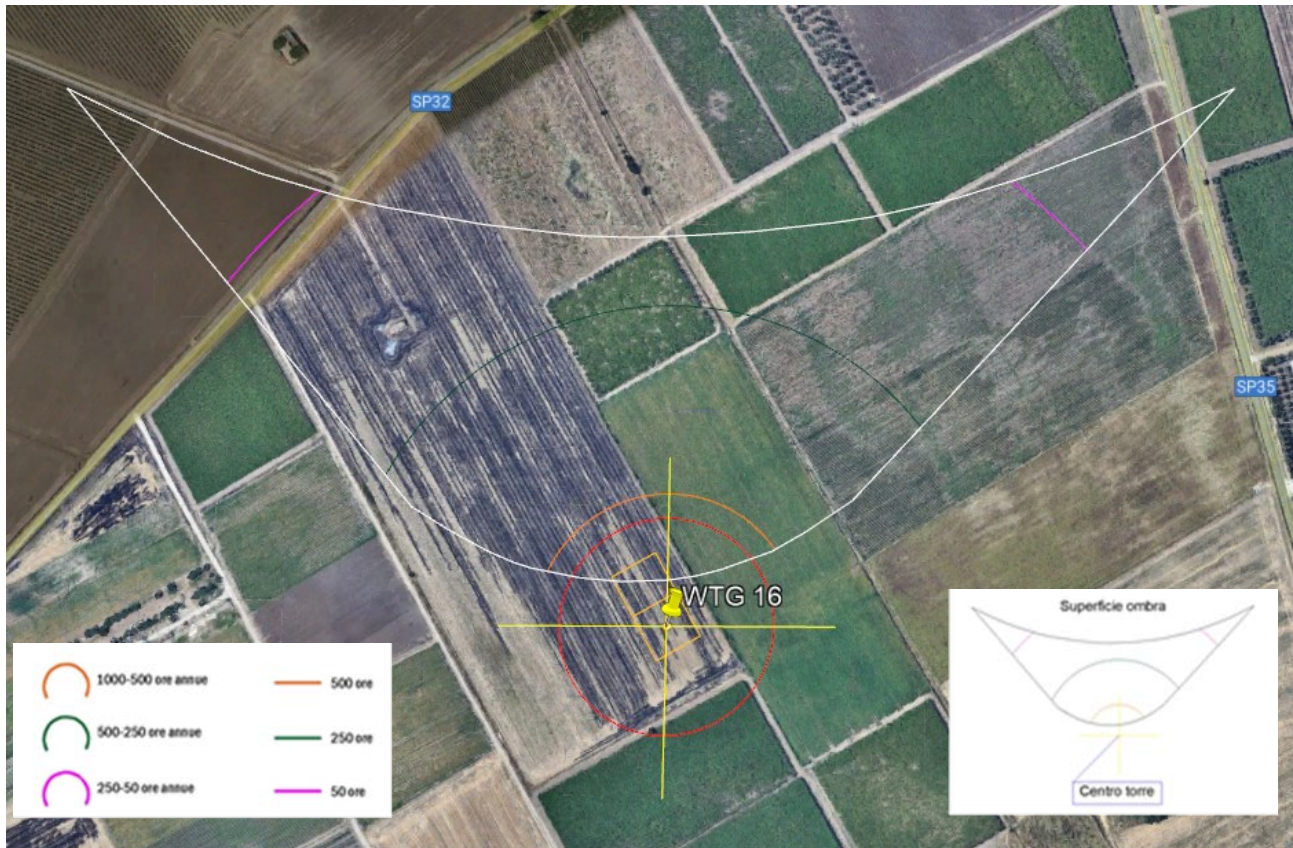 SP32
SP35
WTG 16
1000-500 ore annue
500 ore
500-250 ore annue
250 ore
250-50 ore annue
50 ore
Superficie ombra
Centro torre